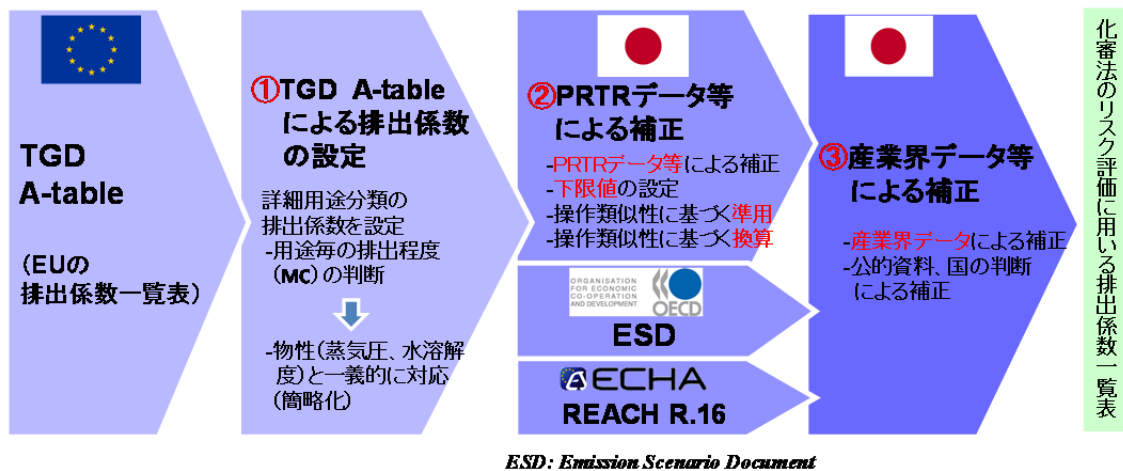 TGD
A-table
(EUの
排出係数一覧表)
①TGD A-table
による排出係数
の設定
詳細用途分類の
排出係数を設定
-用途毎の排出程度
(MC)の判断
-物性(蒸気圧、水溶解
度)と一義的に対応
(簡略化)
②PRTRデータ等
による補正
-PRTRデータ等による補正
-下限値の設定
-操作類似性に基づく準用
-操作類似性に基づく換算
ORGANISATION
FOR ECONOMIC
CO-OPERATION
AND DEVELOPMENT
OECD
ESD
ECHA
REACH R.16
③産業界データ等
による補正
-産業界データによる補正
-公的資料、国の判断
による補正
化審法のリスク評価に用いる排出係数一覧表
ESD: Emission Scenario Document